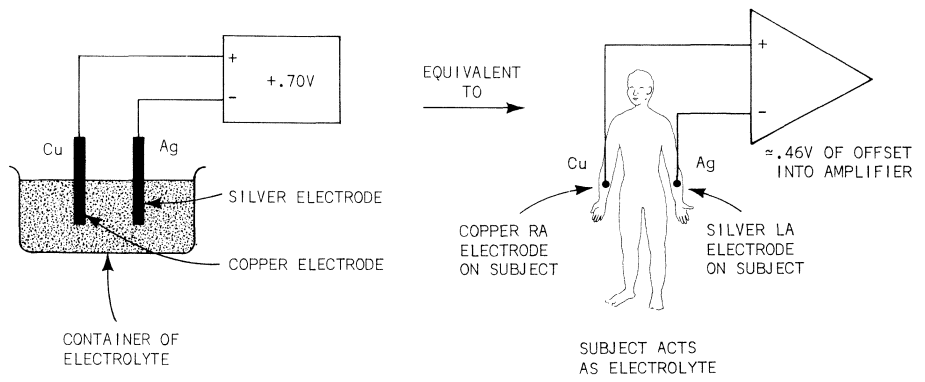 +
+.70V
−
Cu
Ag
SILVER ELECTRODE
COPPER ELECTRODE
CONTAINER OF
ELECTROLYTE
EQUIVALENT
TO
+
−
Cu
Ag
≃.46V OF OFFSET
INTO AMPLIFIER
COPPER RA
ELECTRODE
ON SUBJECT
SILVER LA
ELECTRODE
ON SUBJECT
SUBJECT ACTS
AS ELECTROLYTE